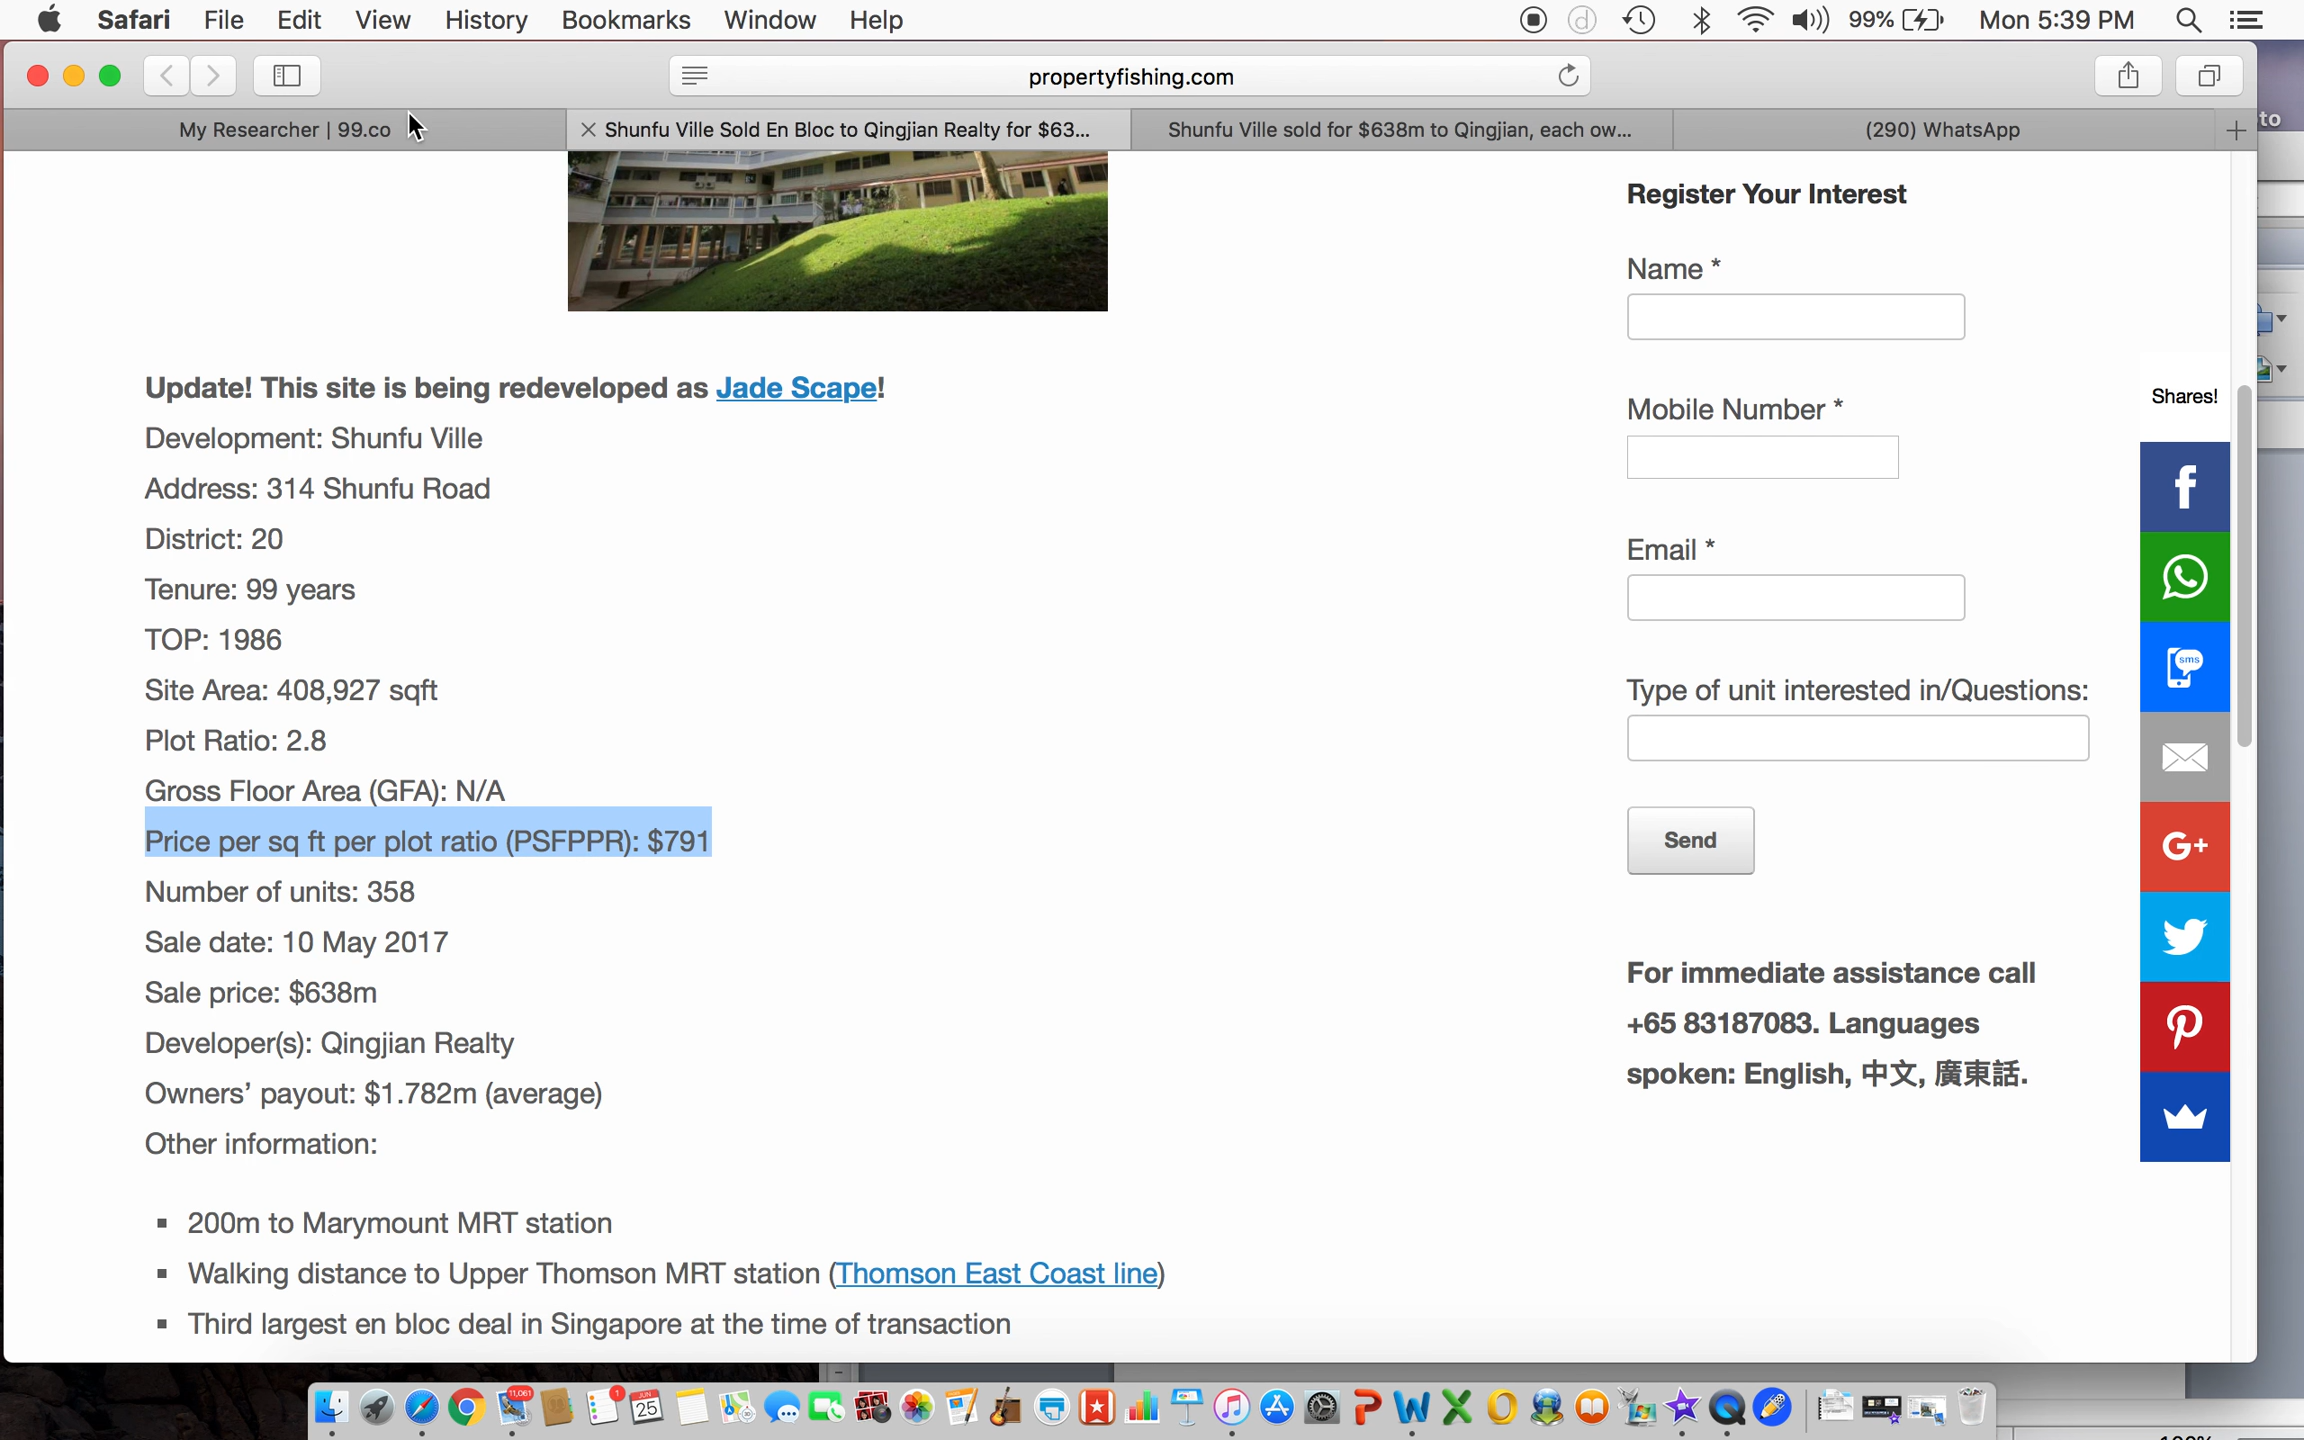 Safari File Edit View History Bookmarks Window Help 99% Mon 5:39 PM
propertyfishing.com
My Researcher | 99.co
Shunfu Ville Sold En Bloc to Qingjian Realty for $63...
Shunfu Ville sold for $638m to Qingjian, each ow...
(290) WhatsApp
to
Update! This site is being redeveloped as Jade Scape!
Development: Shunfu Ville
Address: 314 Shunfu Road
District: 20
Tenure: 99 years
TOP: 1986
Site Area: 408,927 sqft
Plot Ratio: 2.8
Gross Floor Area (GFA): N/A
Price per sq ft per plot ratio (PSFPPR): $791
Number of units: 358
Sale date: 10 May 2017
Sale price: $638m
Developer(s): Qingjian Realty
Owners’ payout: $1.782m (average)
Other information:
200m to Marymount MRT station
Walking distance to Upper Thomson MRT station (Thomson East Coast line)
Third largest en bloc deal in Singapore at the time of transaction
Register Your Interest
Name *
Mobile Number *
Email *
Type of unit interested in/Questions:
Send
For immediate assistance call
+65 83187083. Languages
spoken: English, 中文, 廣東話.
Shares!
sms
G+
11,061
1
JUN
25